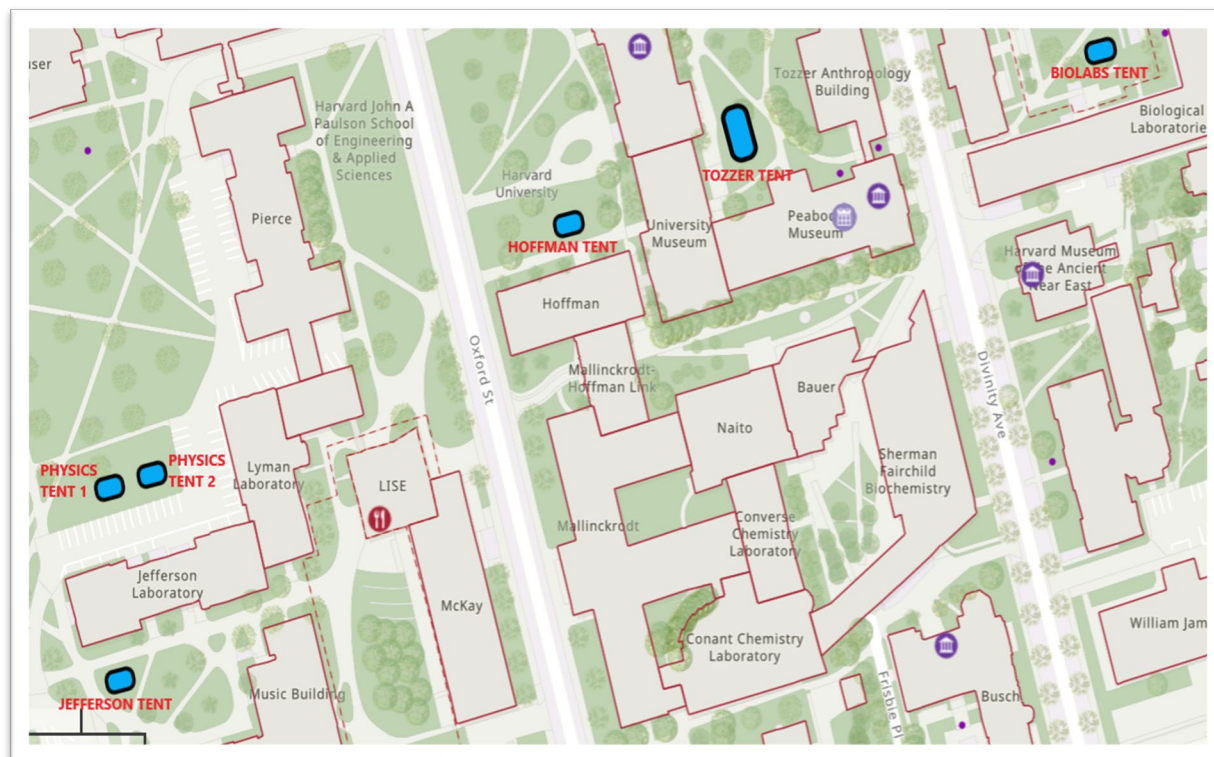 user
Harvard John A
Paulson School
of Engineering
& Applied
Sciences
Pierce
Harvard
University
HOFFMAN TENT
Tozzer Anthropology
Building
TOZZER TENT
BIOLABS TENT
Biological
Laboratorie
University
Museum
Peabod
Museum
Harvard Museum
e Ancient
Near East
Hoffman
Oxford St
Mallinckrodt-
Hoffman Link
Divinity Ave
Bauer
Naito
PHYSICS
TENT 1
PHYSICS
TENT 2
Lyman
Laboratory
LISE
Sherman
Fairchild
Biochemistry
Mallinckrodt
Converse
Chemistry
Laboratory
Jefferson
Laboratory
McKay
Conant Chemistry
Laboratory
William Jam
JEFFERSON TENT
Music Building
Frisbie Pl
Busch